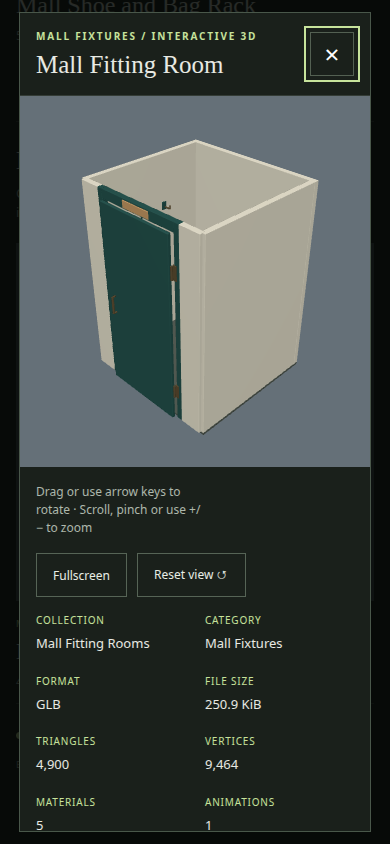 Mall Shoe and Bag Rack
MALL FIXTURES / INTERACTIVE 3D
Mall Fitting Room
✕
Drag or use arrow keys to
rotate · Scroll, pinch or use +/
− to zoom
Fullscreen
Reset view ↺
COLLECTION
CATEGORY
Mall Fitting Rooms
Mall Fixtures
FORMAT
FILE SIZE
GLB
250.9 KiB
TRIANGLES
VERTICES
4,900
9,464
MATERIALS
ANIMATIONS
5
1